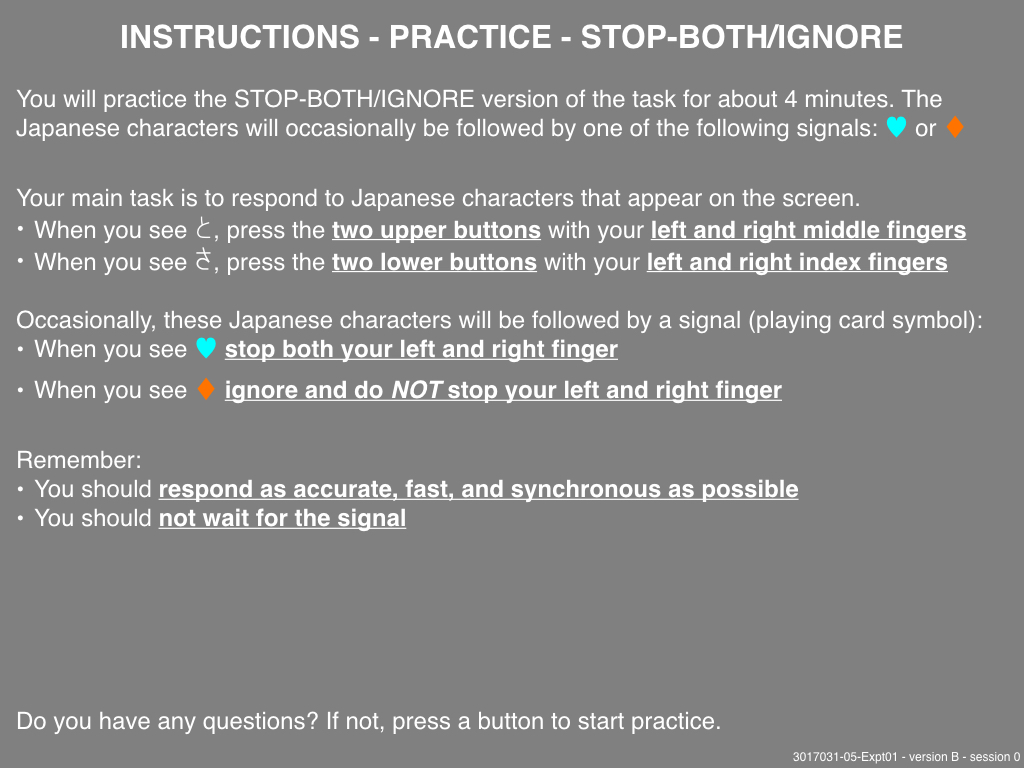 INSTRUCTIONS - PRACTICE - STOP-BOTH/IGNORE
You will practice the STOP-BOTH/IGNORE version of the task for about 4 minutes. The
Japanese characters will occasionally be followed by one of the following signals: ♥ or ♦
Your main task is to respond to Japanese characters that appear on the screen.
• When you see と, press the two upper buttons with your left and right middle fingers
• When you see さ, press the two lower buttons with your left and right index fingers
Occasionally, these Japanese characters will be followed by a signal (playing card symbol):
• When you see ♥ stop both your left and right finger
• When you see ♦ ignore and do NOT stop your left and right finger
Remember:
• You should respond as accurate, fast, and synchronous as possible
• You should not wait for the signal
Do you have any questions? If not, press a button to start practice.
3017031-05-Expt01 - version B - session 0